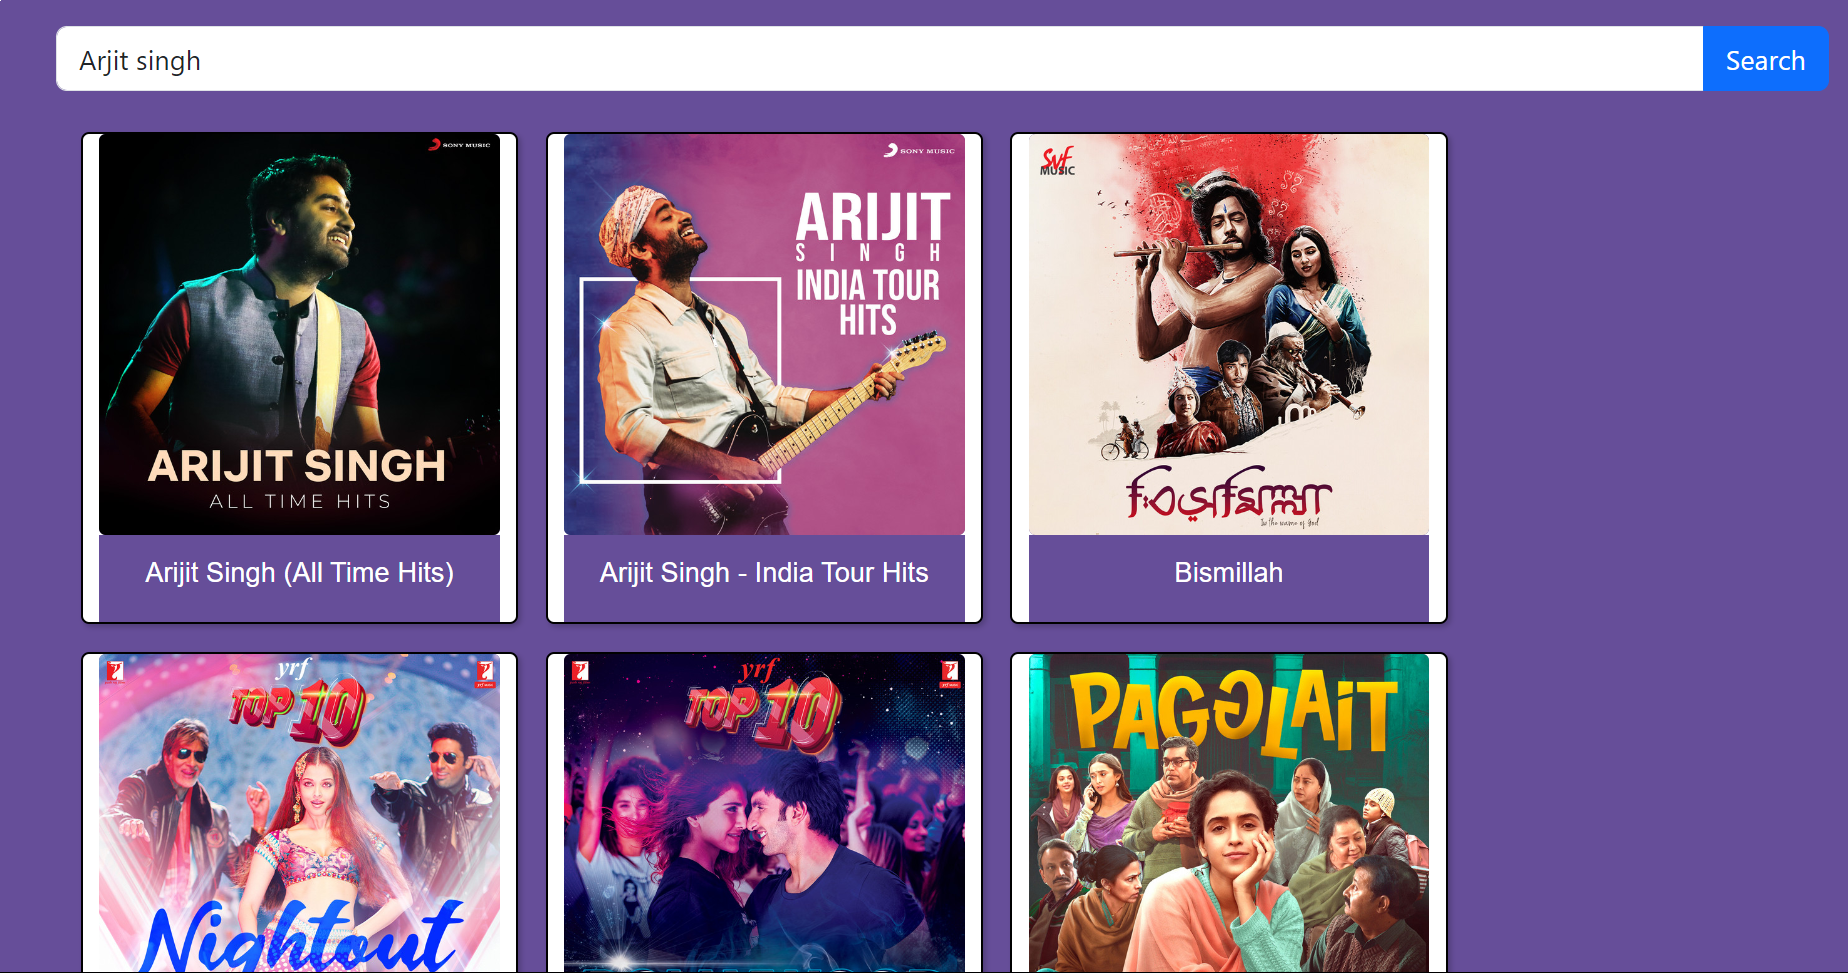 Arjit singh
Search
SONY MUSIC
ARIJIT SINGH
ALL TIME HITS
Arijit Singh (All Time Hits)
SONY MUSIC
ARIJIT
SINGH
INDIA TOUR
HITS
Arijit Singh - India Tour Hits
SVF
MUSIC
বিসমিল্লা
In the name of God
Bismillah
yrf
TOP 10
Nightout
yrf
TOP 10
PAGGLAIT